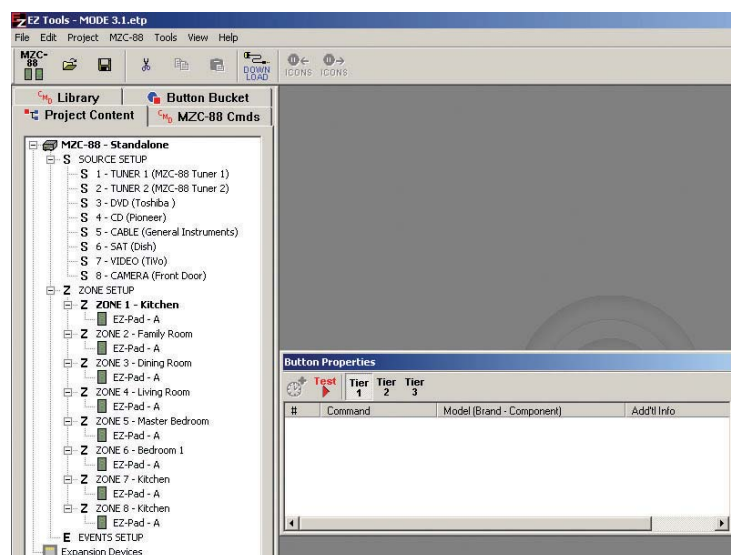 EZ Tools - MODE 3.1.etp
File Edit Project MZC-88 Tools View Help
MZC-
88
DOWN
LOAD
ICONS ICONS
CMD Library Button Bucket
Project Content CMD MZC-88 Cmds
MZC-88 - Standalone
S SOURCE SETUP
S 1 - TUNER 1 (MZC-88 Tuner 1)
S 2 - TUNER 2 (MZC-88 Tuner 2)
S 3 - DVD (Toshiba )
S 4 - CD (Pioneer)
S 5 - CABLE (General Instruments)
S 6 - SAT (Dish)
S 7 - VIDEO (TiVo)
S 8 - CAMERA (Front Door)
Z ZONE SETUP
Z ZONE 1 - Kitchen
EZ-Pad - A
Z ZONE 2 - Family Room
EZ-Pad - A
Z ZONE 3 - Dining Room
EZ-Pad - A
Z ZONE 4 - Living Room
EZ-Pad - A
Z ZONE 5 - Master Bedroom
EZ-Pad - A
Z ZONE 6 - Bedroom 1
EZ-Pad - A
Z ZONE 7 - Kitchen
EZ-Pad - A
Z ZONE 8 - Kitchen
EZ-Pad - A
E EVENTS SETUP
Expansion Devices
Button Properties
Test Tier 1 Tier 2 Tier 3
# Command Model (Brand - Component) Add'tl Info